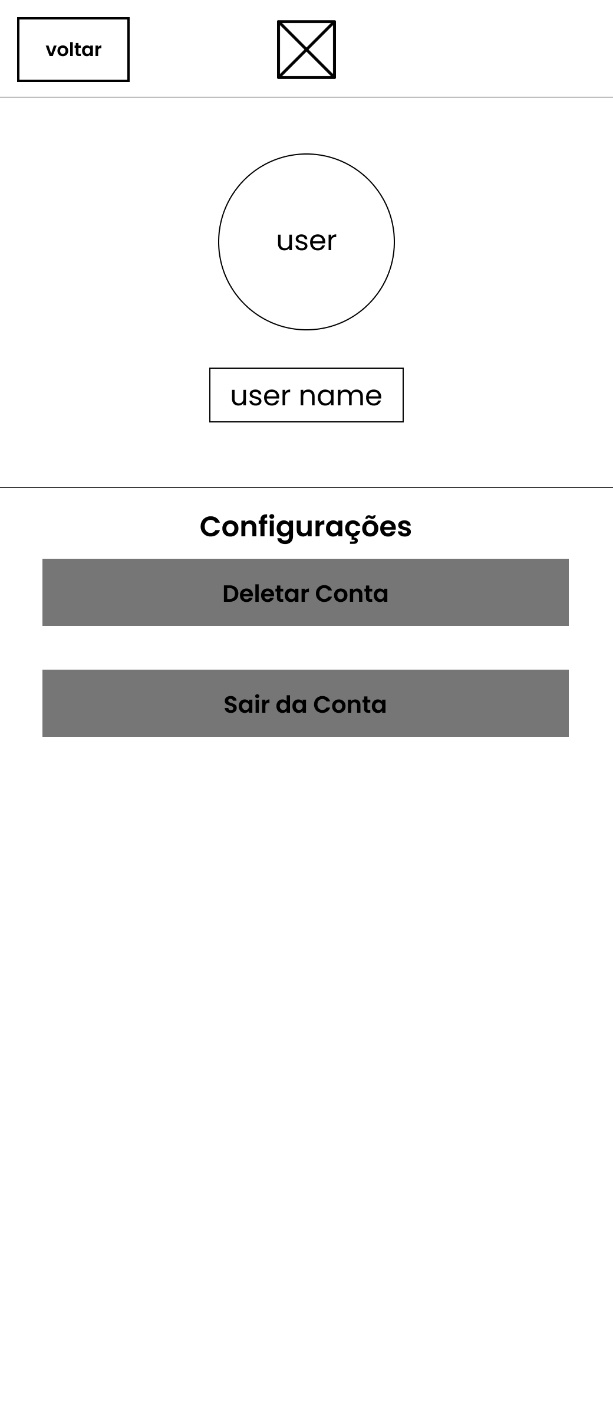 voltar
user
user name
Configurações
Deletar Conta
Sair da Conta